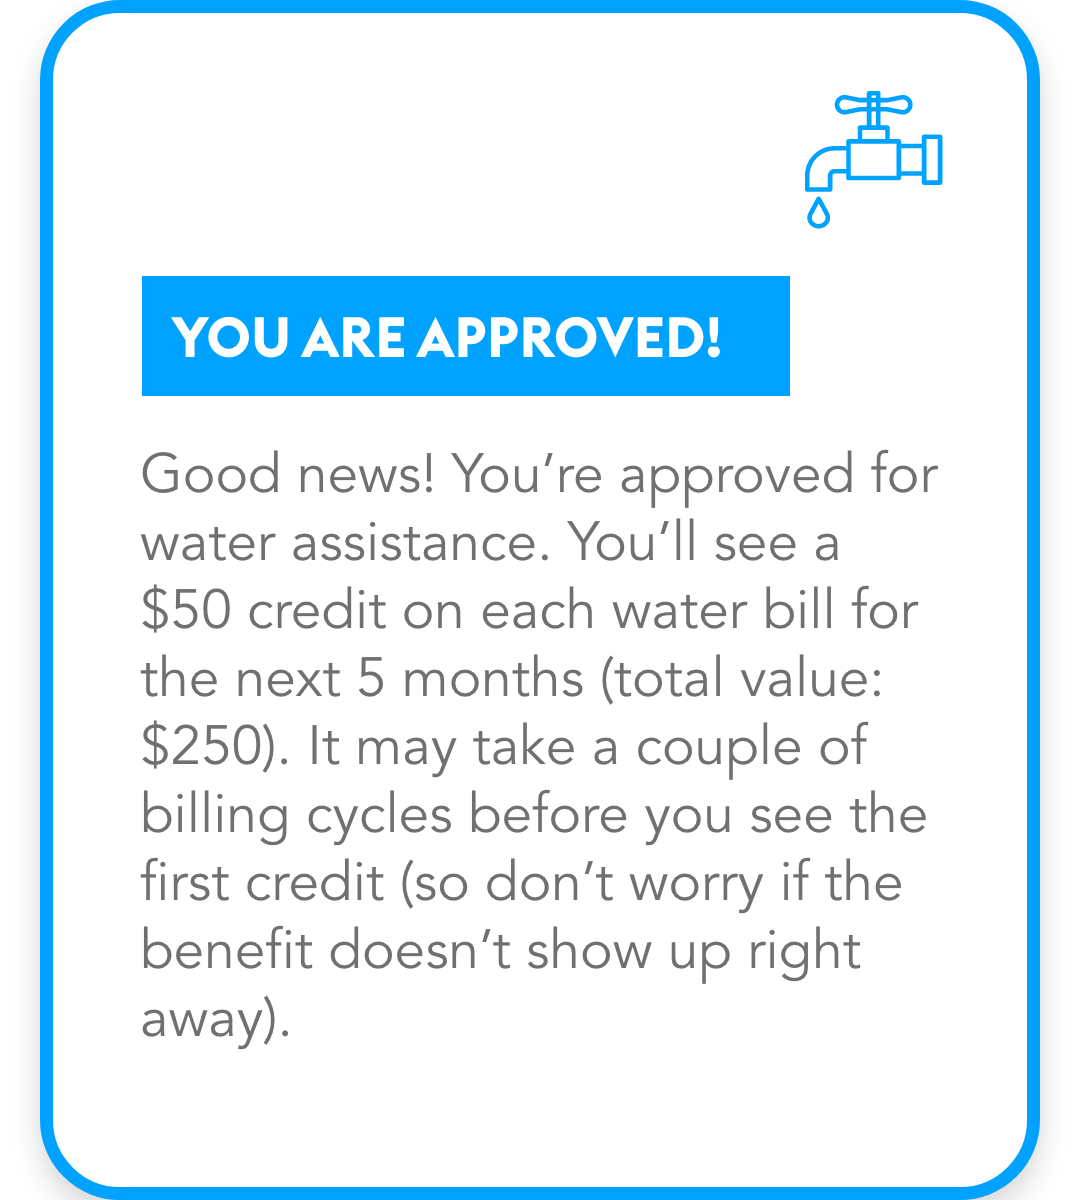 YOU ARE APPROVED!
Good news! You’re approved for
water assistance. You’ll see a
$50 credit on each water bill for
the next 5 months (total value:
$250). It may take a couple of
billing cycles before you see the
first credit (so don’t worry if the
benefit doesn’t show up right
away).